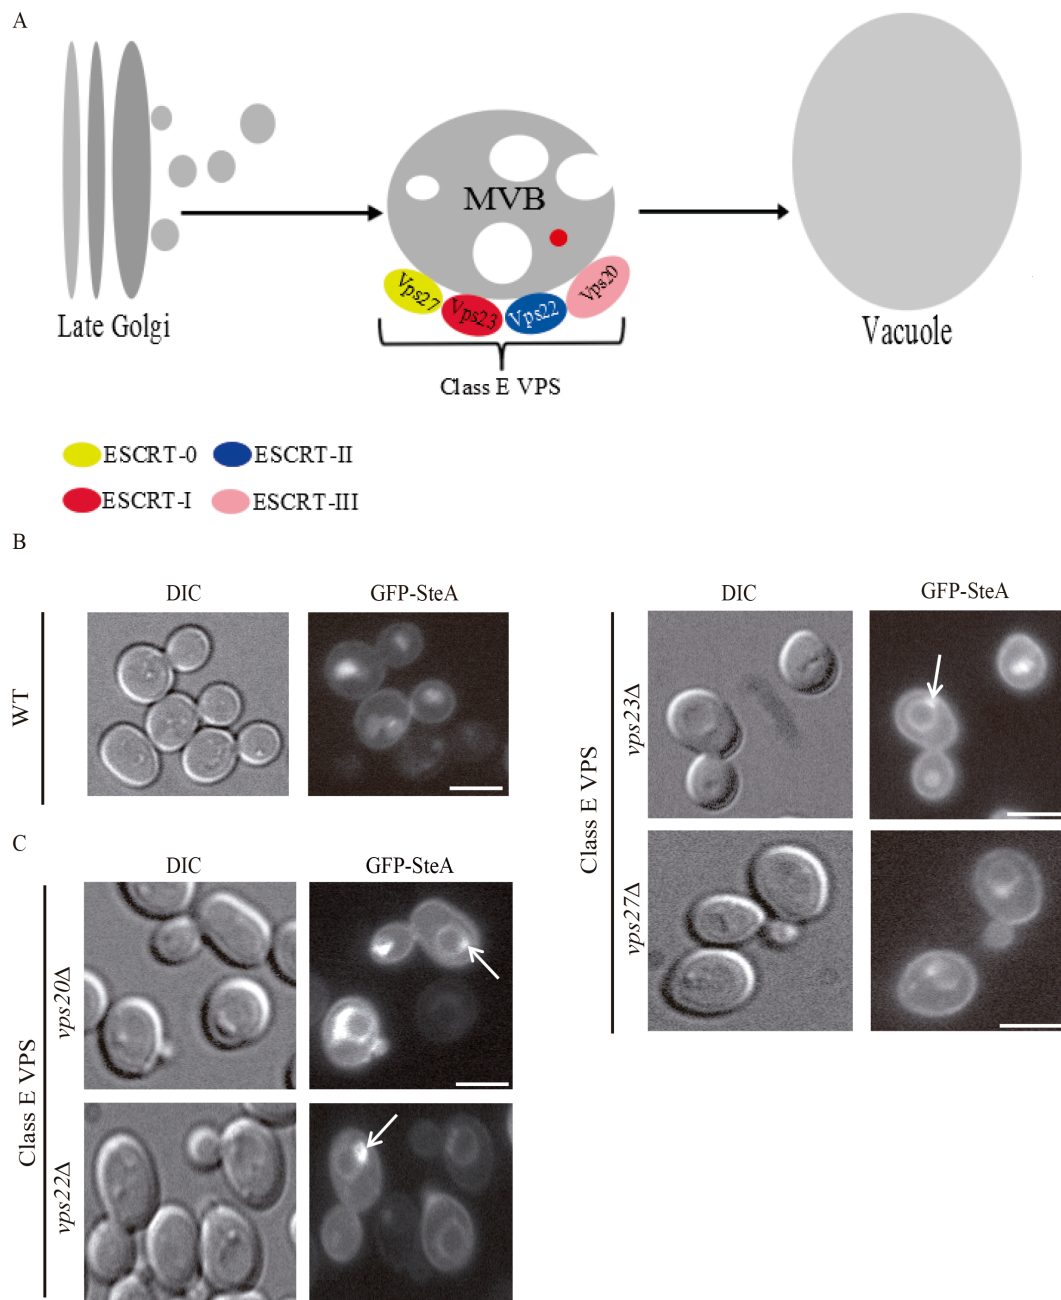 A
MVB
Vps27
Vps23
Vps22
Vps20
Late Golgi
Class E VPS
Vacuole
ESCRT-0
ESCRT-II
ESCRT-I
ESCRT-III
B
DIC
GFP-SteA
WT
C
DIC
GFP-SteA
Class E VPS
vps20Δ
vps22Δ
DIC
GFP-SteA
Class E VPS
vps23Δ
vps27Δ